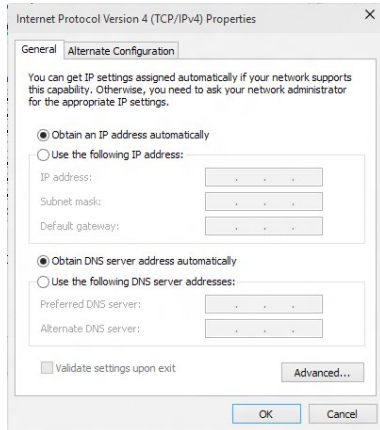 Internet Protocol Version 4 (TCP/IPv4) Properties
General
Alternate Configuration
You can get IP settings assigned automatically if your network supports
this capability. Otherwise, you need to ask your network administrator
for the appropriate IP settings.
Obtain an IP address automatically
Use the following IP address:
IP address:
Subnet mask:
Default gateway:
Obtain DNS server address automatically
Use the following DNS server addresses:
Preferred DNS server:
Alternate DNS server:
Validate settings upon exit
Advanced...
OK
Cancel